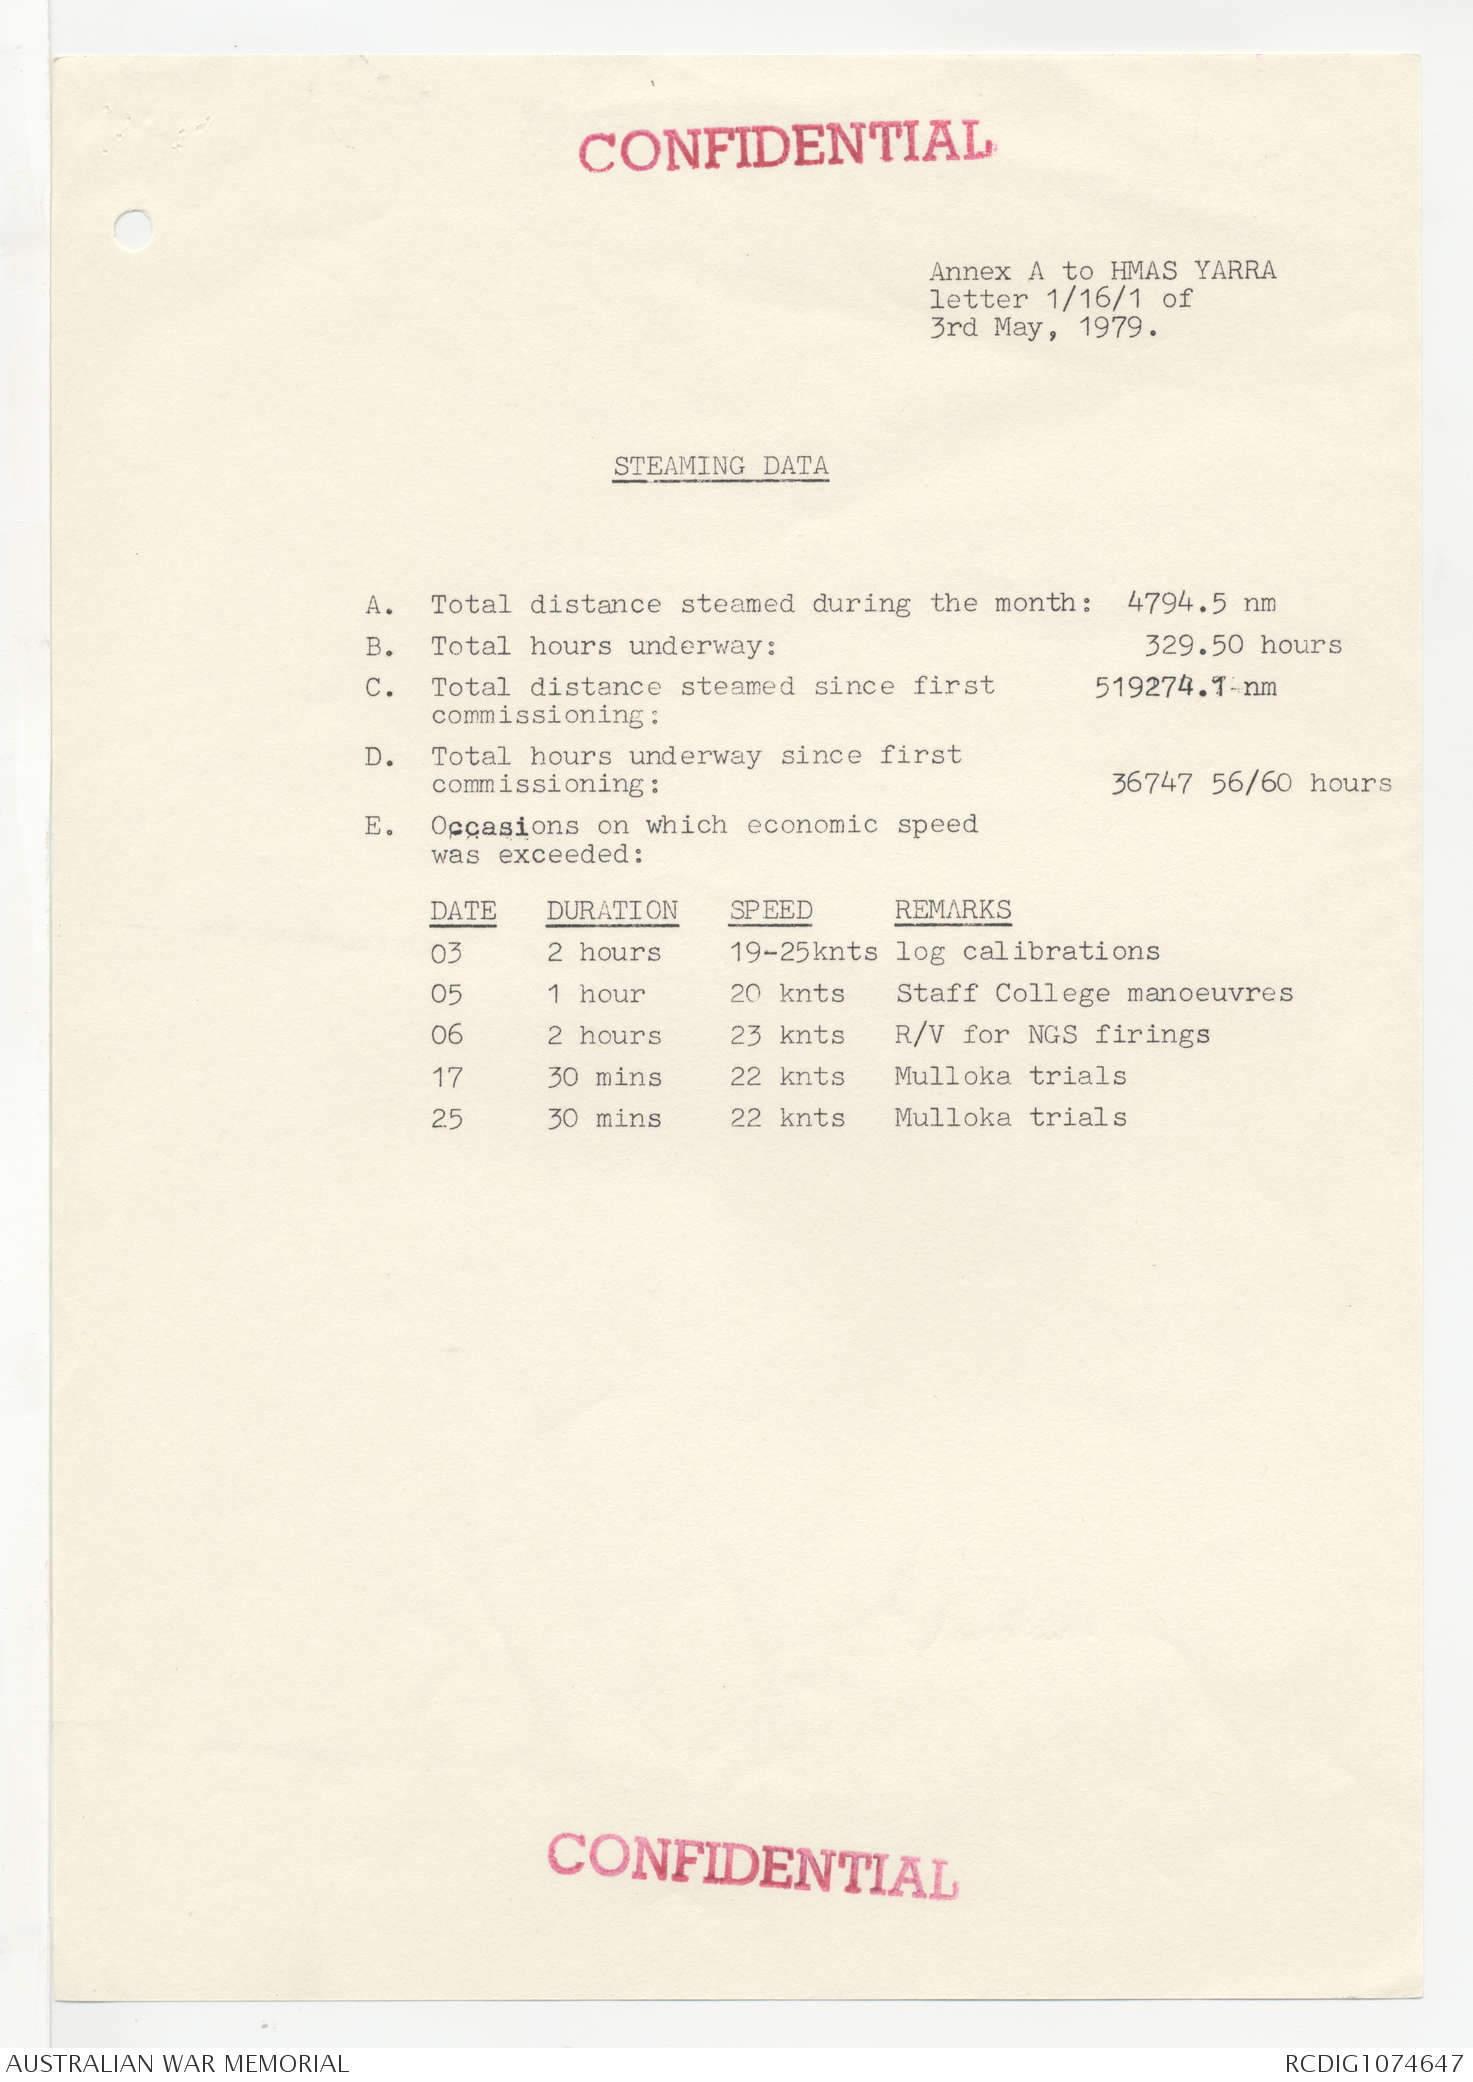 CONFIDENTIAL
Annex A to HMAS YARRA
letter 1/16/1 of
3rd May, 1979.
STEAMING DATA
A. Total distance steamed during the month: 4794.5 nm
B. Total hours underway: 329.50 hours
C. Total distance steamed since first 519274.1 nm
commissioning:
D. Total hours underway since first
commissioning: 36747 56/60 hours
E. Occasions on which economic speed
was exceeded:
DATE DURATION SPEED REMARKS
03 2 hours 19-25knts log calibrations
05 1 hour 20 knts Staff College manoeuvres
06 2 hours 23 knts R/V for NGS firings
17 30 mins 22 knts Mulloka trials
25 30 mins 22 knts Mulloka trials
CONFIDENTIAL
AUSTRALIAN WAR MEMORIAL RCDIG1074647